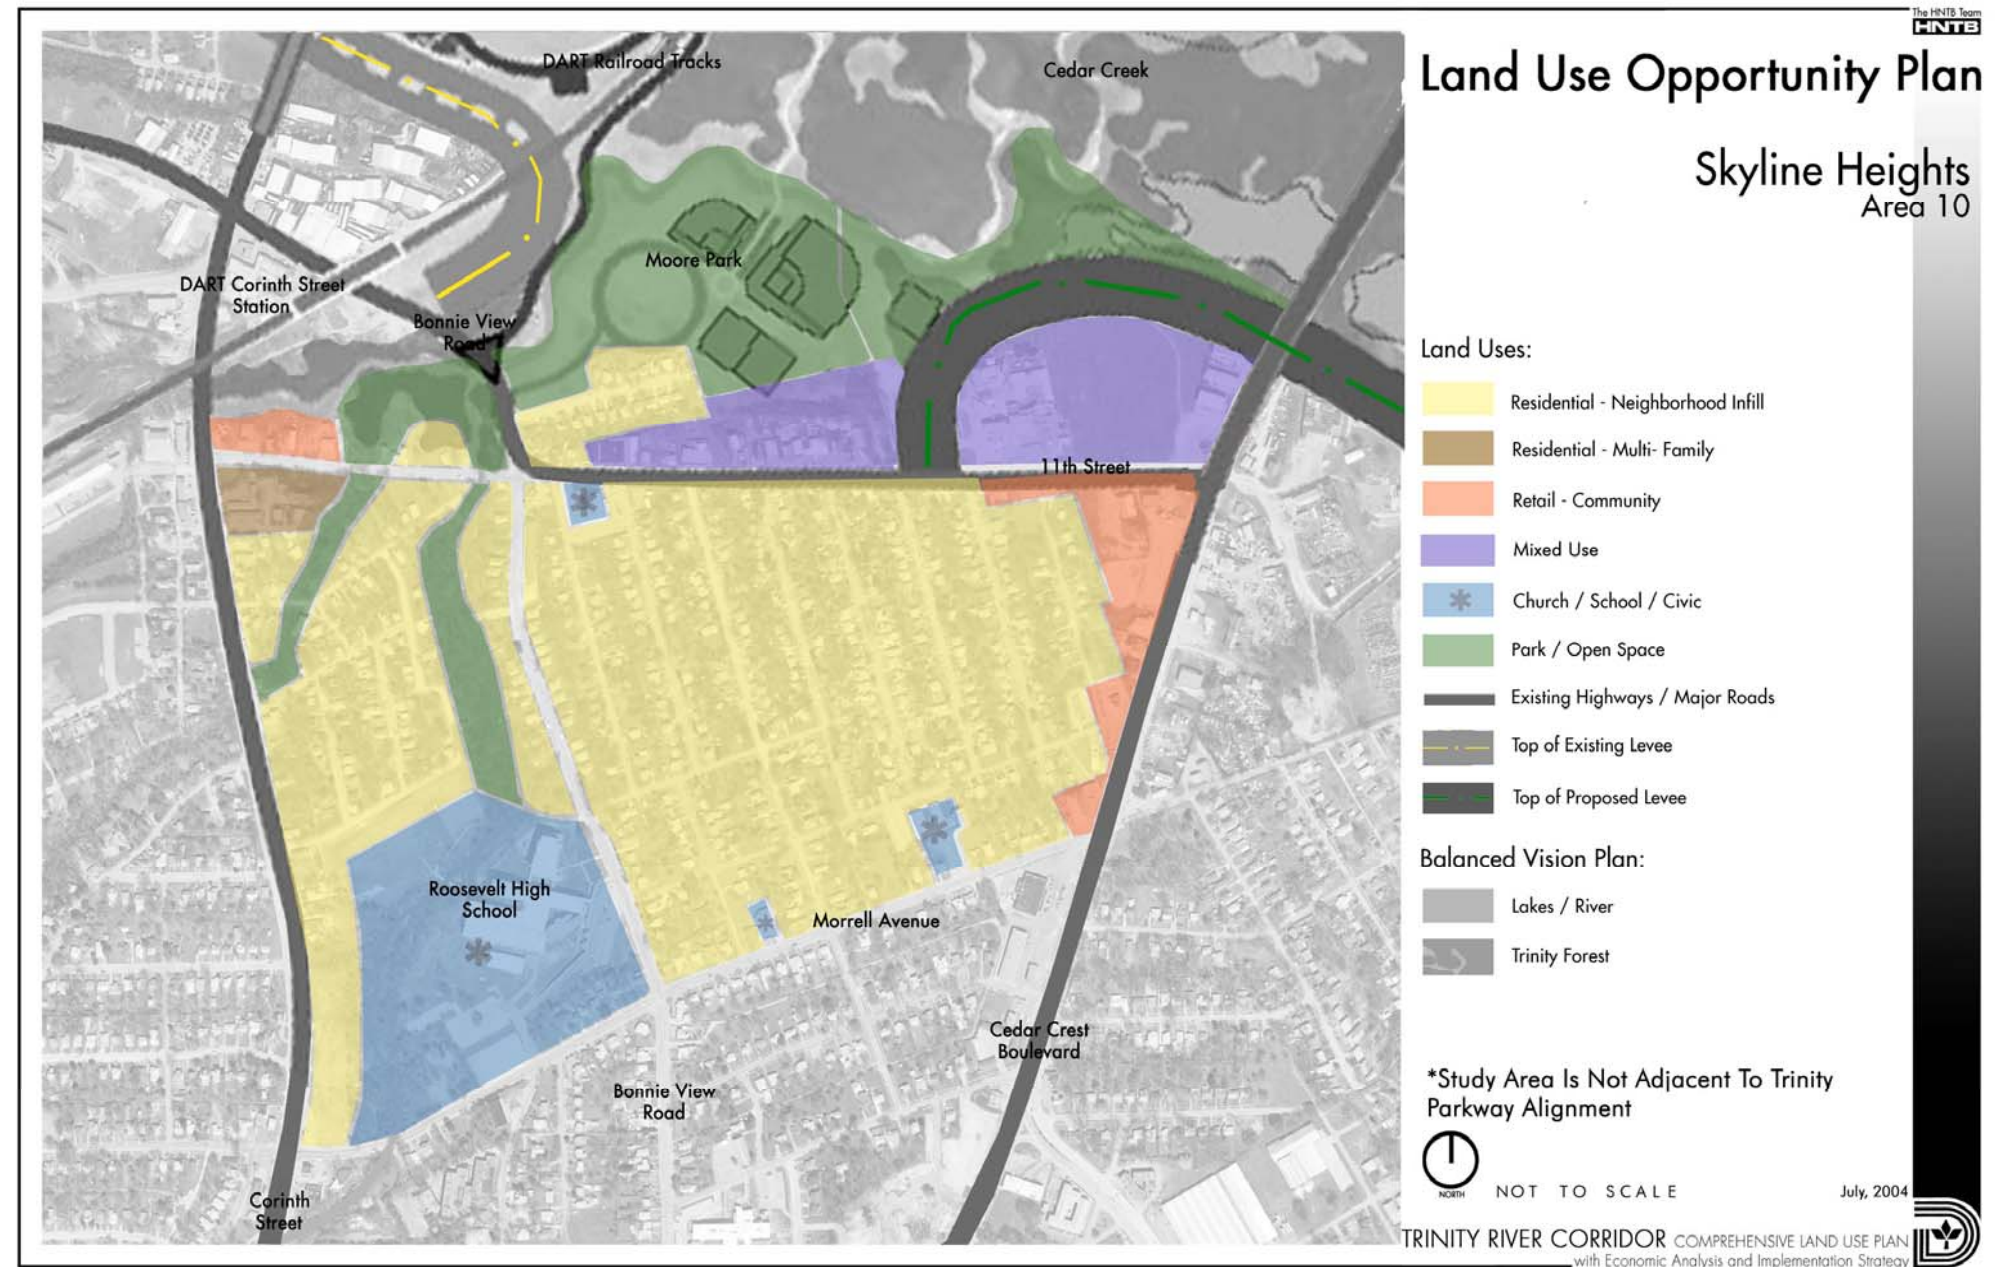 The HNTB Team
HNTB
Land Use Opportunity Plan
Skyline Heights
Area 10
DART Railroad Tracks
Cedar Creek
Moore Park
DART Corinth Street
Station
Bonnie View
Road
11th Street
Roosevelt High
School
Morrell Avenue
Cedar Crest
Boulevard
Bonnie View
Road
Corinth
Street
Land Uses:
Residential - Neighborhood Infill
Residential - Multi- Family
Retail - Community
Mixed Use
Church / School / Civic
Park / Open Space
Existing Highways / Major Roads
Top of Existing Levee
Top of Proposed Levee
Balanced Vision Plan:
Lakes / River
Trinity Forest
*Study Area Is Not Adjacent To Trinity
Parkway Alignment
NORTH
NOT TO SCALE
July, 2004
TRINITY RIVER CORRIDOR COMPREHENSIVE LAND USE PLAN
with Economic Analysis and Implementation Strategy